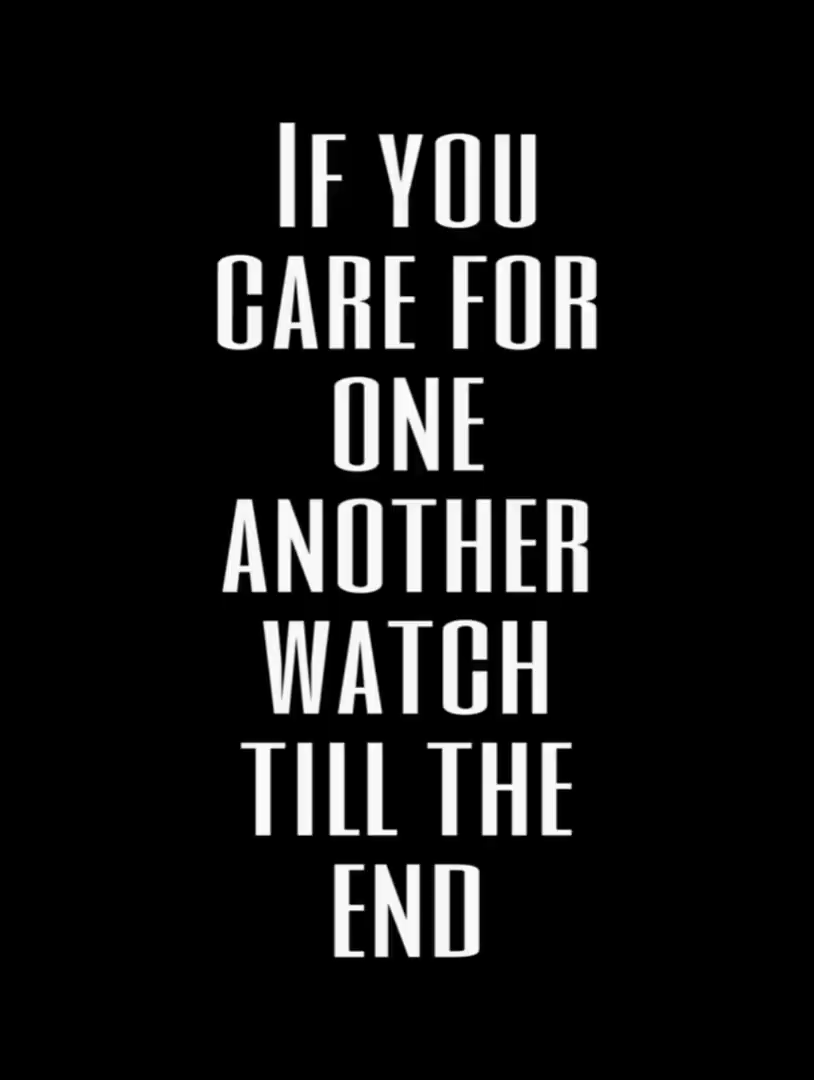 If you
care for
one
another
watch
till the
end